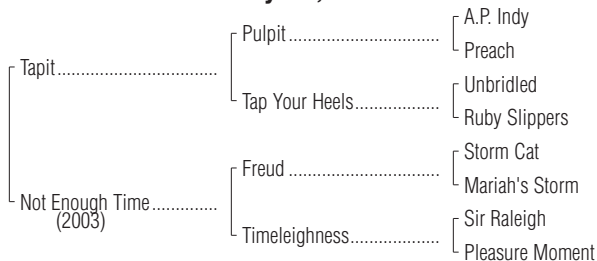 A.P. Indy
Pulpit
Preach
Tapit
Unbridled
Tap Your Heels
Ruby Slippers
Storm Cat
Freud
Mariah's Storm
Not Enough Time
(2003)
Sir Raleigh
Timeleighness
Pleasure Moment